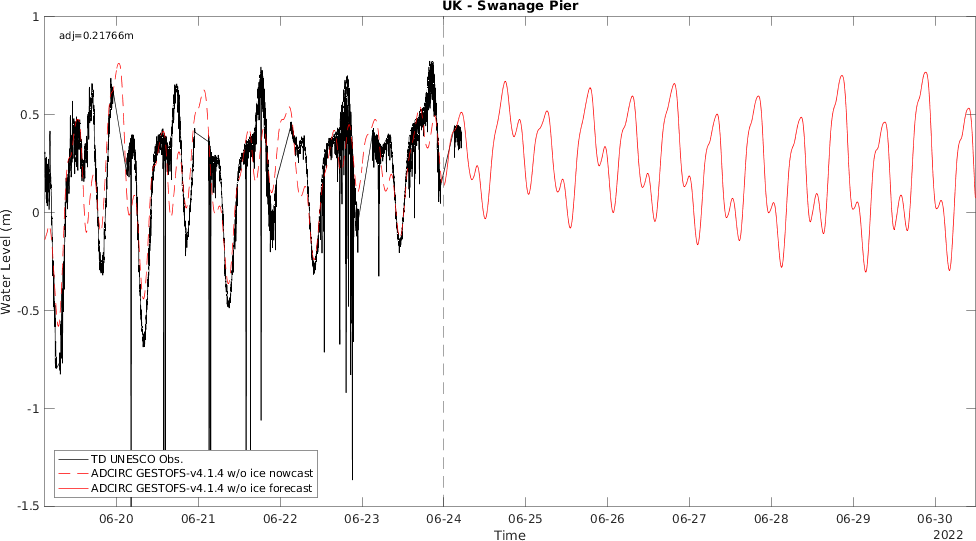 UK - Swanage Pier
adj=0.21766m
1
0.5
0
-0.5
-1
-1.5
Water Level (m)
TD UNESCO Obs.
ADCIRC GESTOFS-v4.1.4 w/o ice nowcast
ADCIRC GESTOFS-v4.1.4 w/o ice forecast
06-20 06-21 06-22 06-23 06-24 06-25 06-26 06-27 06-28 06-29 06-30
Time
2022